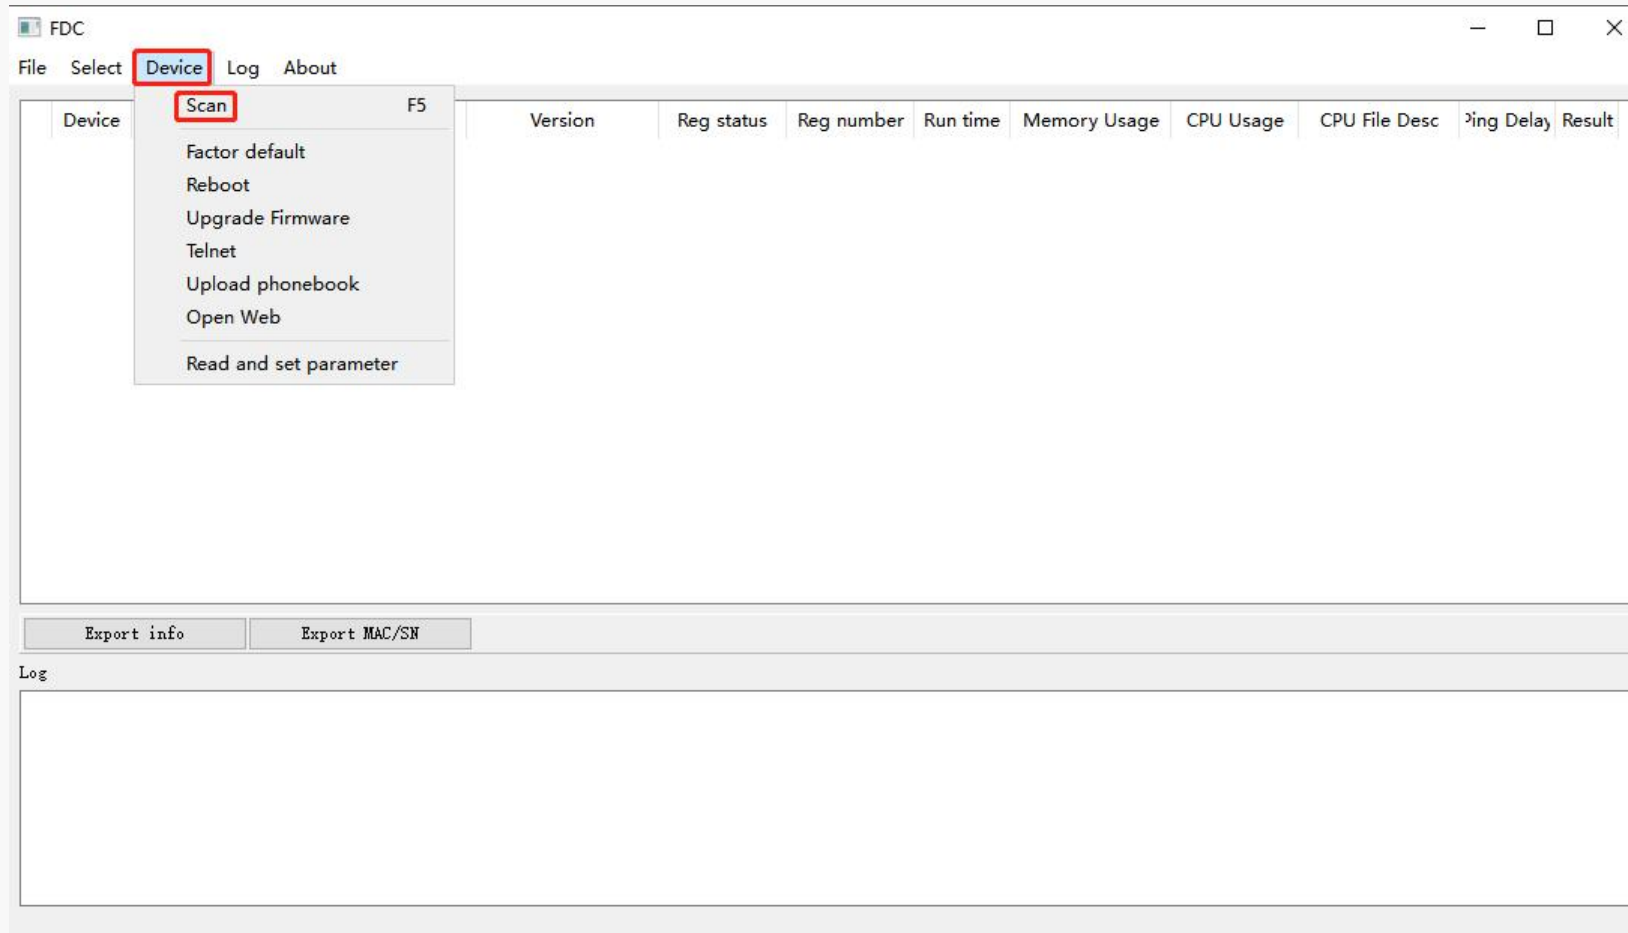 FDC
File Select Device Log About
Scan F5
Factor default
Reboot
Upgrade Firmware
Telnet
Upload phonebook
Open Web
Read and set parameter
Device Version Reg status Reg number Run time Memory Usage CPU Usage CPU File Desc Ping Delay Result
Export info Export MAC/SN
Log